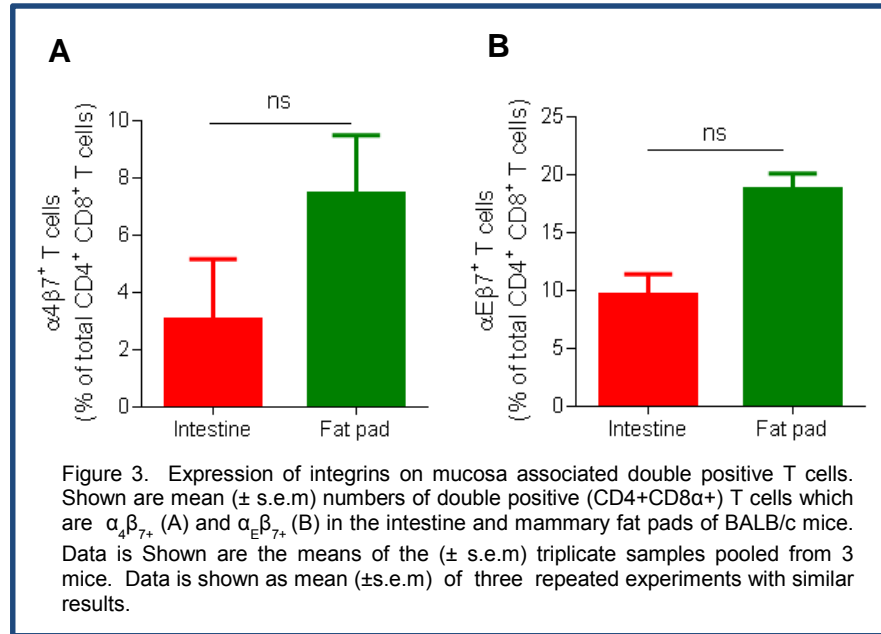 A
ns
α4β7⁺ T cells
(% of total CD4⁺ CD8⁺ T cells)
10
8
6
4
2
0
Intestine
Fat pad
B
ns
αEβ7⁺ T cells
(% of total CD4⁺ CD8⁺ T cells)
25
20
15
10
5
0
Intestine
Fat pad
Figure 3. Expression of integrins on mucosa associated double positive T cells.
Shown are mean (± s.e.m) numbers of double positive (CD4+CD8α+) T cells which
are α₄β₇₊ (A) and α_Eβ₇₊ (B) in the intestine and mammary fat pads of BALB/c mice.
Data is Shown are the means of the (± s.e.m) triplicate samples pooled from 3
mice. Data is shown as mean (±s.e.m) of three repeated experiments with similar
results.